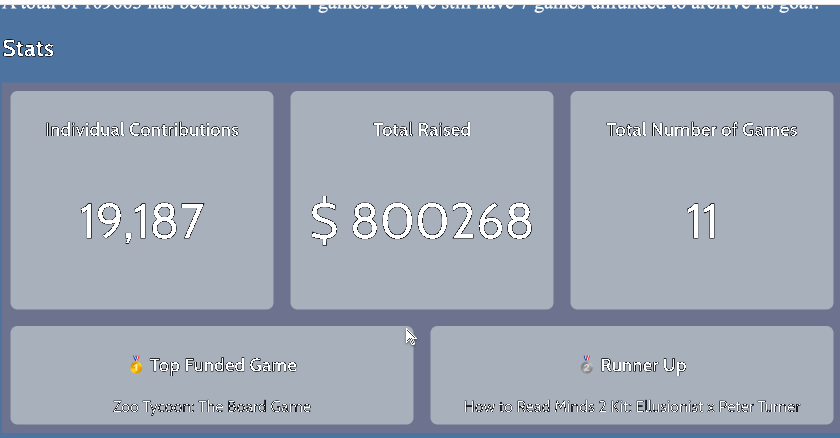 A total of 109065 has been raised for 4 games. But we still have 7 games unfunded to archive its goal.
Stats
Individual Contributions
Total Raised
Total Number of Games
19,187
$ 800268
11
🥇 Top Funded Game
🥈 Runner Up
Zoo Tycoon: The Board Game
How to Read Minds 2 Kit: Ellusionist x Peter Turner